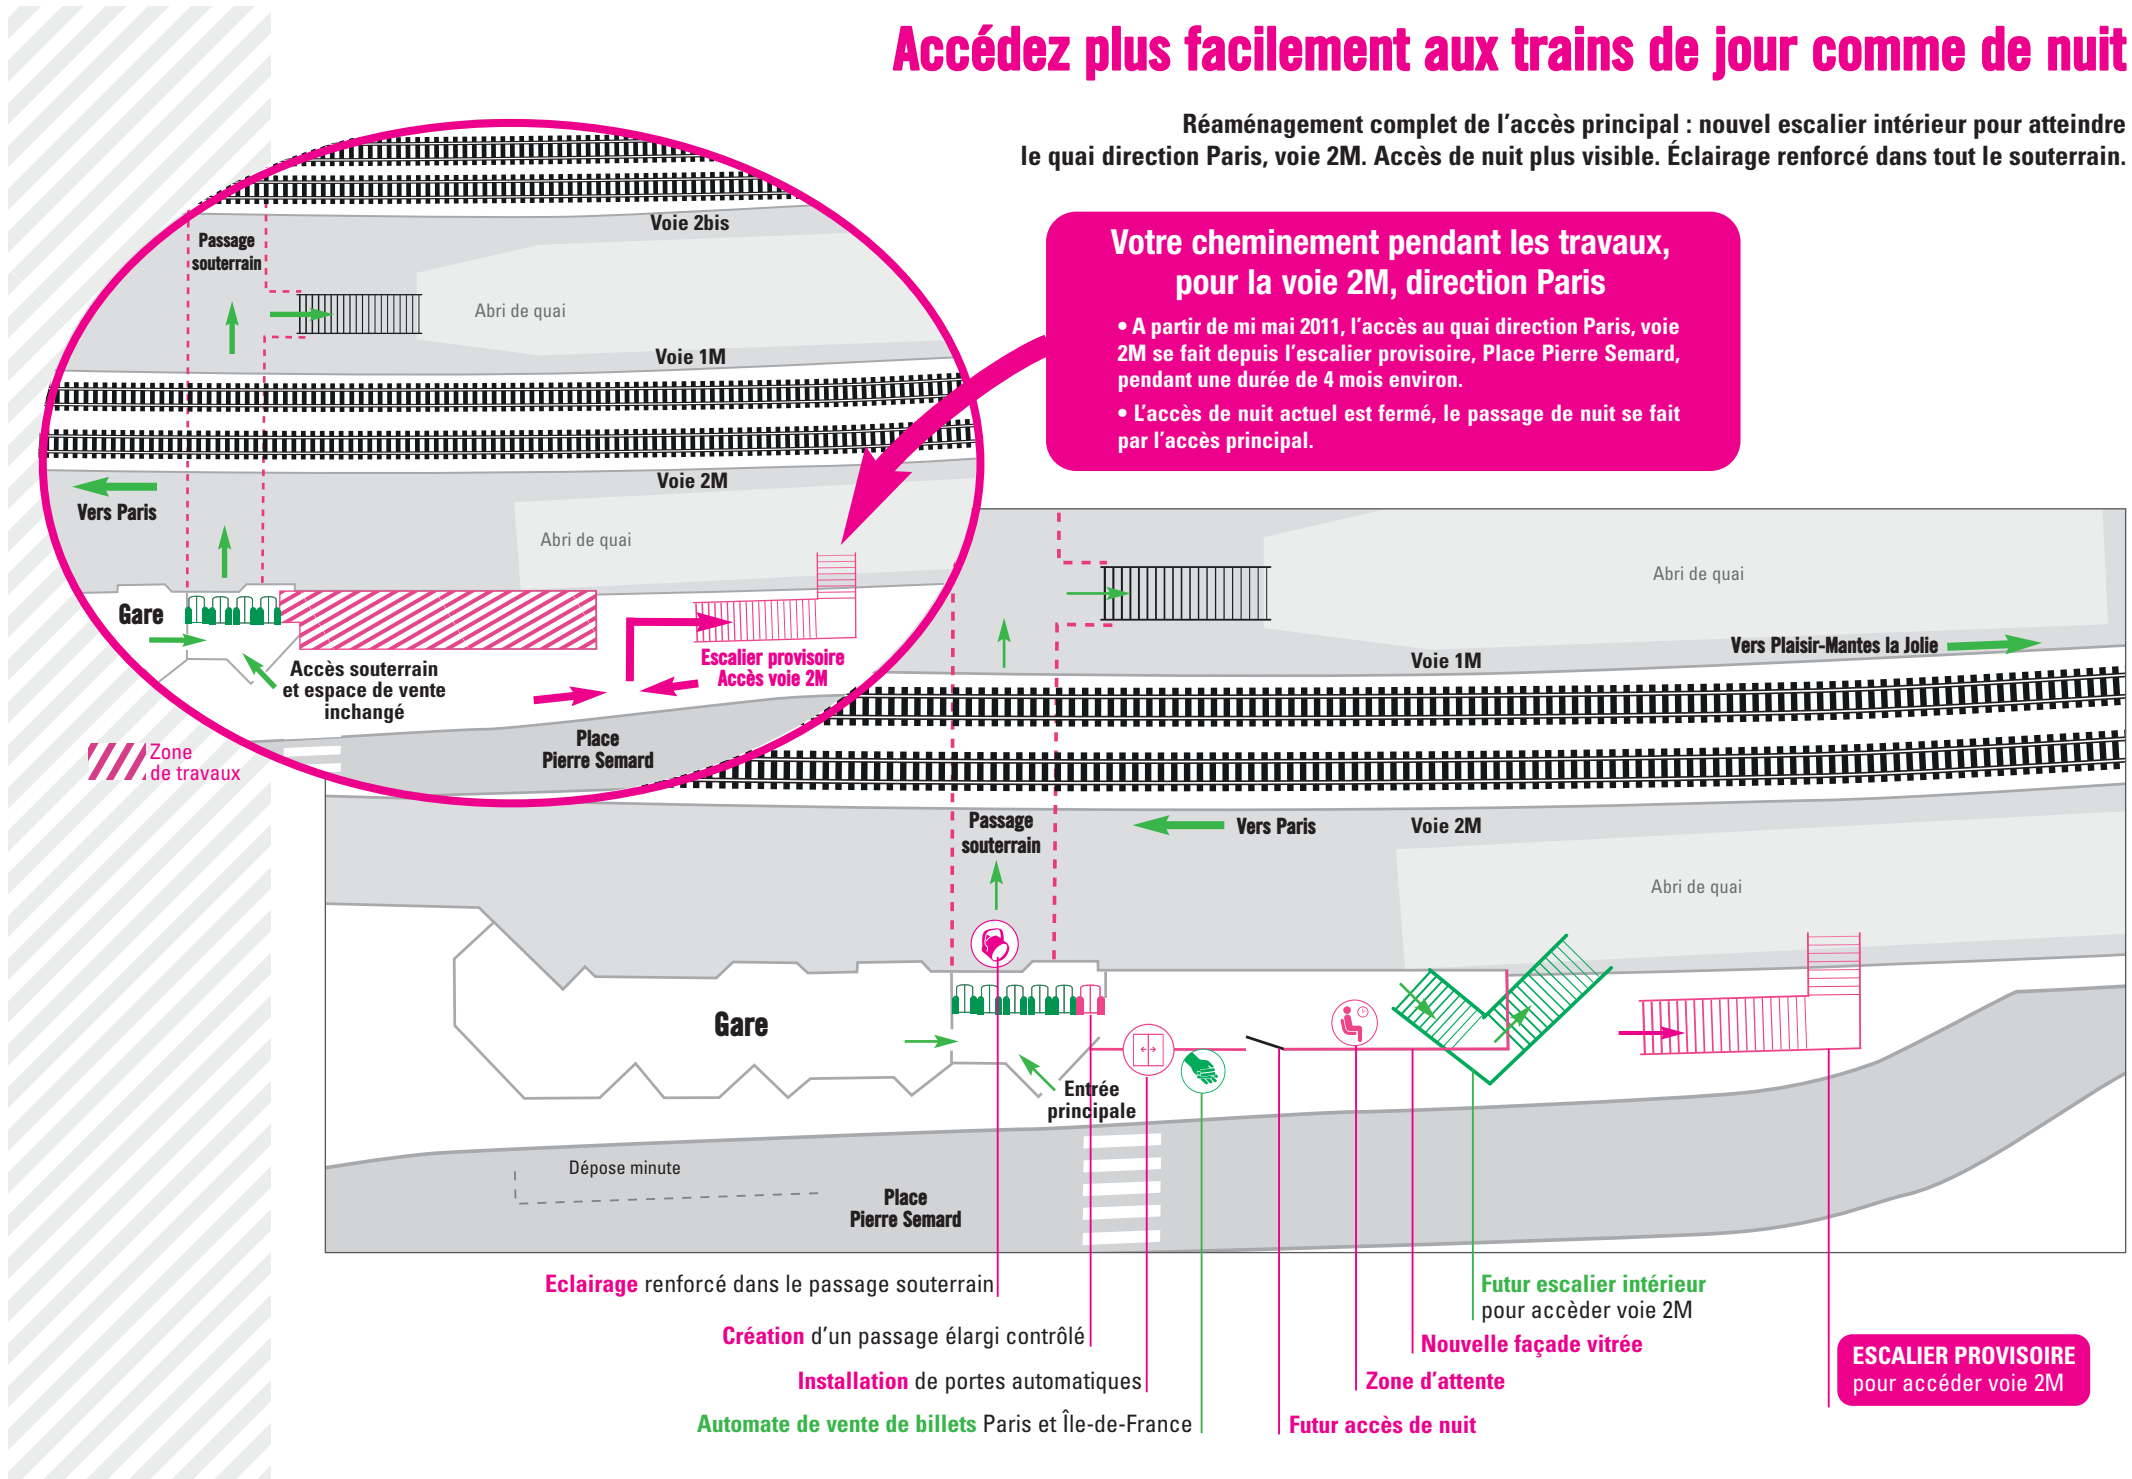 Accédez plus facilement aux trains de jour comme de nuit
Réaménagement complet de l'accès principal : nouvel escalier intérieur pour atteindre
le quai direction Paris, voie 2M. Accès de nuit plus visible. Éclairage renforcé dans tout le souterrain.
Votre cheminement pendant les travaux,
pour la voie 2M, direction Paris
• A partir de mi mai 2011, l'accès au quai direction Paris, voie
2M se fait depuis l'escalier provisoire, Place Pierre Semard,
pendant une durée de 4 mois environ.
• L'accès de nuit actuel est fermé, le passage de nuit se fait
par l'accès principal.
Voie 2bis
Passage
souterrain
Abri de quai
Voie 1M
Voie 2M
Vers Paris
Abri de quai
Gare
Accès souterrain
et espace de vente
inchangé
Escalier provisoire
Accès voie 2M
Place
Pierre Semard
Zone
de travaux
Abri de quai
Vers Plaisir-Mantes la Jolie
Voie 1M
Passage
souterrain
Vers Paris
Voie 2M
Abri de quai
Gare
Entrée
principale
Dépose minute
Place
Pierre Semard
Eclairage renforcé dans le passage souterrain
Création d'un passage élargi contrôlé
Installation de portes automatiques
Automate de vente de billets Paris et Île-de-France
Futur escalier intérieur
pour accèder voie 2M
Nouvelle façade vitrée
Zone d'attente
Futur accès de nuit
ESCALIER PROVISOIRE
pour accéder voie 2M